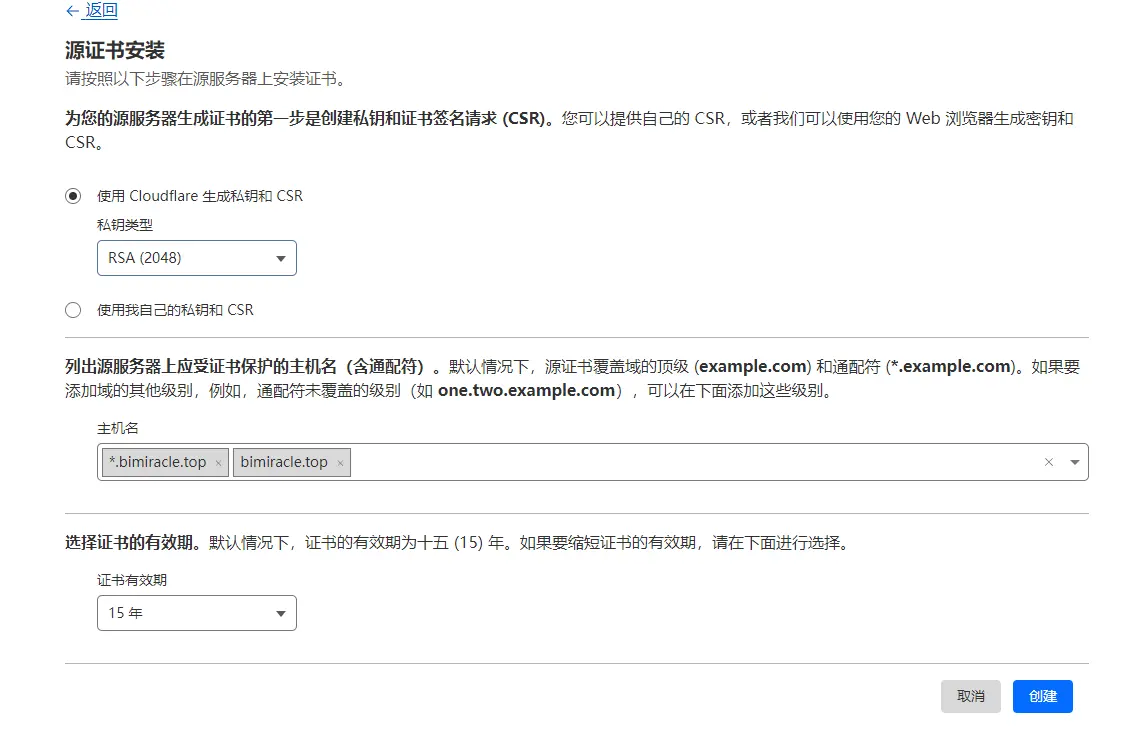 ← 返回
源证书安装
请按照以下步骤在源服务器上安装证书。
为您的源服务器生成证书的第一步是创建私钥和证书签名请求 (CSR)。您可以提供自己的 CSR，或者我们可以使用您的 Web 浏览器生成密钥和
CSR。
使用 Cloudflare 生成私钥和 CSR
私钥类型
RSA (2048)
使用我自己的私钥和 CSR
列出源服务器上应受证书保护的主机名（含通配符）。默认情况下，源证书覆盖域的顶级 (example.com) 和通配符 (*.example.com)。如果要
添加域的其他级别，例如，通配符未覆盖的级别（如 one.two.example.com），可以在下面添加这些级别。
主机名
*.bimiracle.top × bimiracle.top ×
选择证书的有效期。默认情况下，证书的有效期为十五 (15) 年。如果要缩短证书的有效期，请在下面进行选择。
证书有效期
15 年
取消 创建